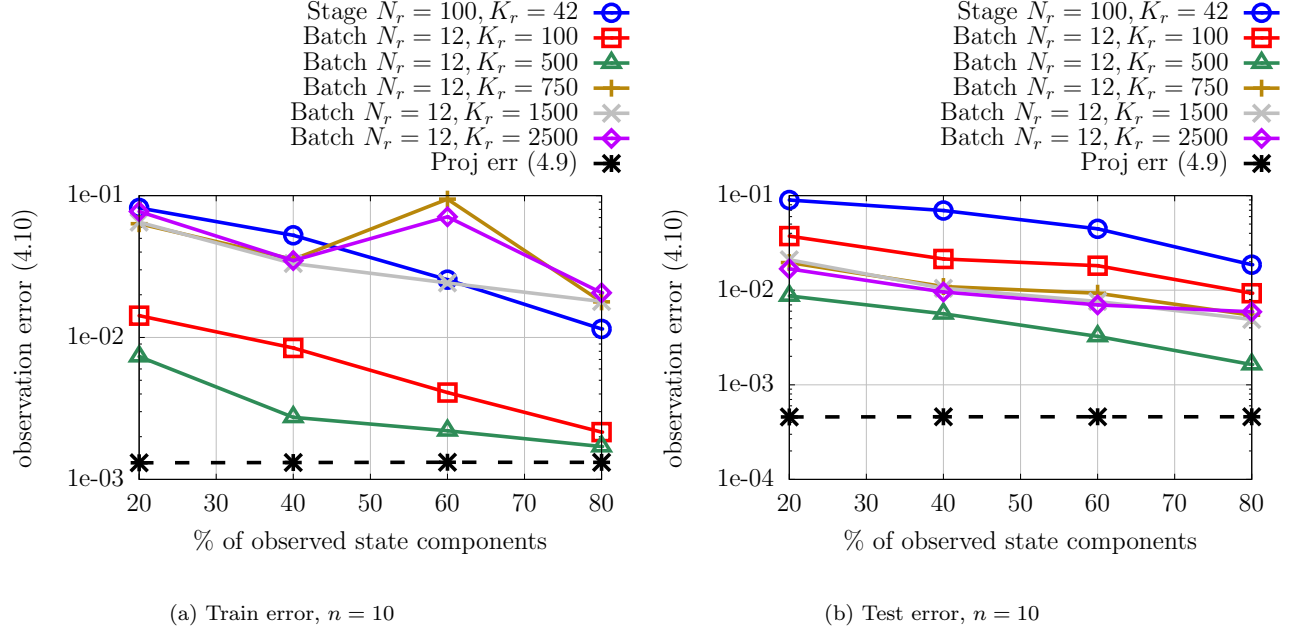 Stage N_r = 100, K_r = 42
Batch N_r = 12, K_r = 100
Batch N_r = 12, K_r = 500
Batch N_r = 12, K_r = 750
Batch N_r = 12, K_r = 1500
Batch N_r = 12, K_r = 2500
Proj err (4.9)
1e-01
1e-02
1e-03
observation error (4.10)
20 30 40 50 60 70 80
% of observed state components
(a) Train error, n = 10
Stage N_r = 100, K_r = 42
Batch N_r = 12, K_r = 100
Batch N_r = 12, K_r = 500
Batch N_r = 12, K_r = 750
Batch N_r = 12, K_r = 1500
Batch N_r = 12, K_r = 2500
Proj err (4.9)
1e-01
1e-02
1e-03
1e-04
observation error (4.10)
20 30 40 50 60 70 80
% of observed state components
(b) Test error, n = 10